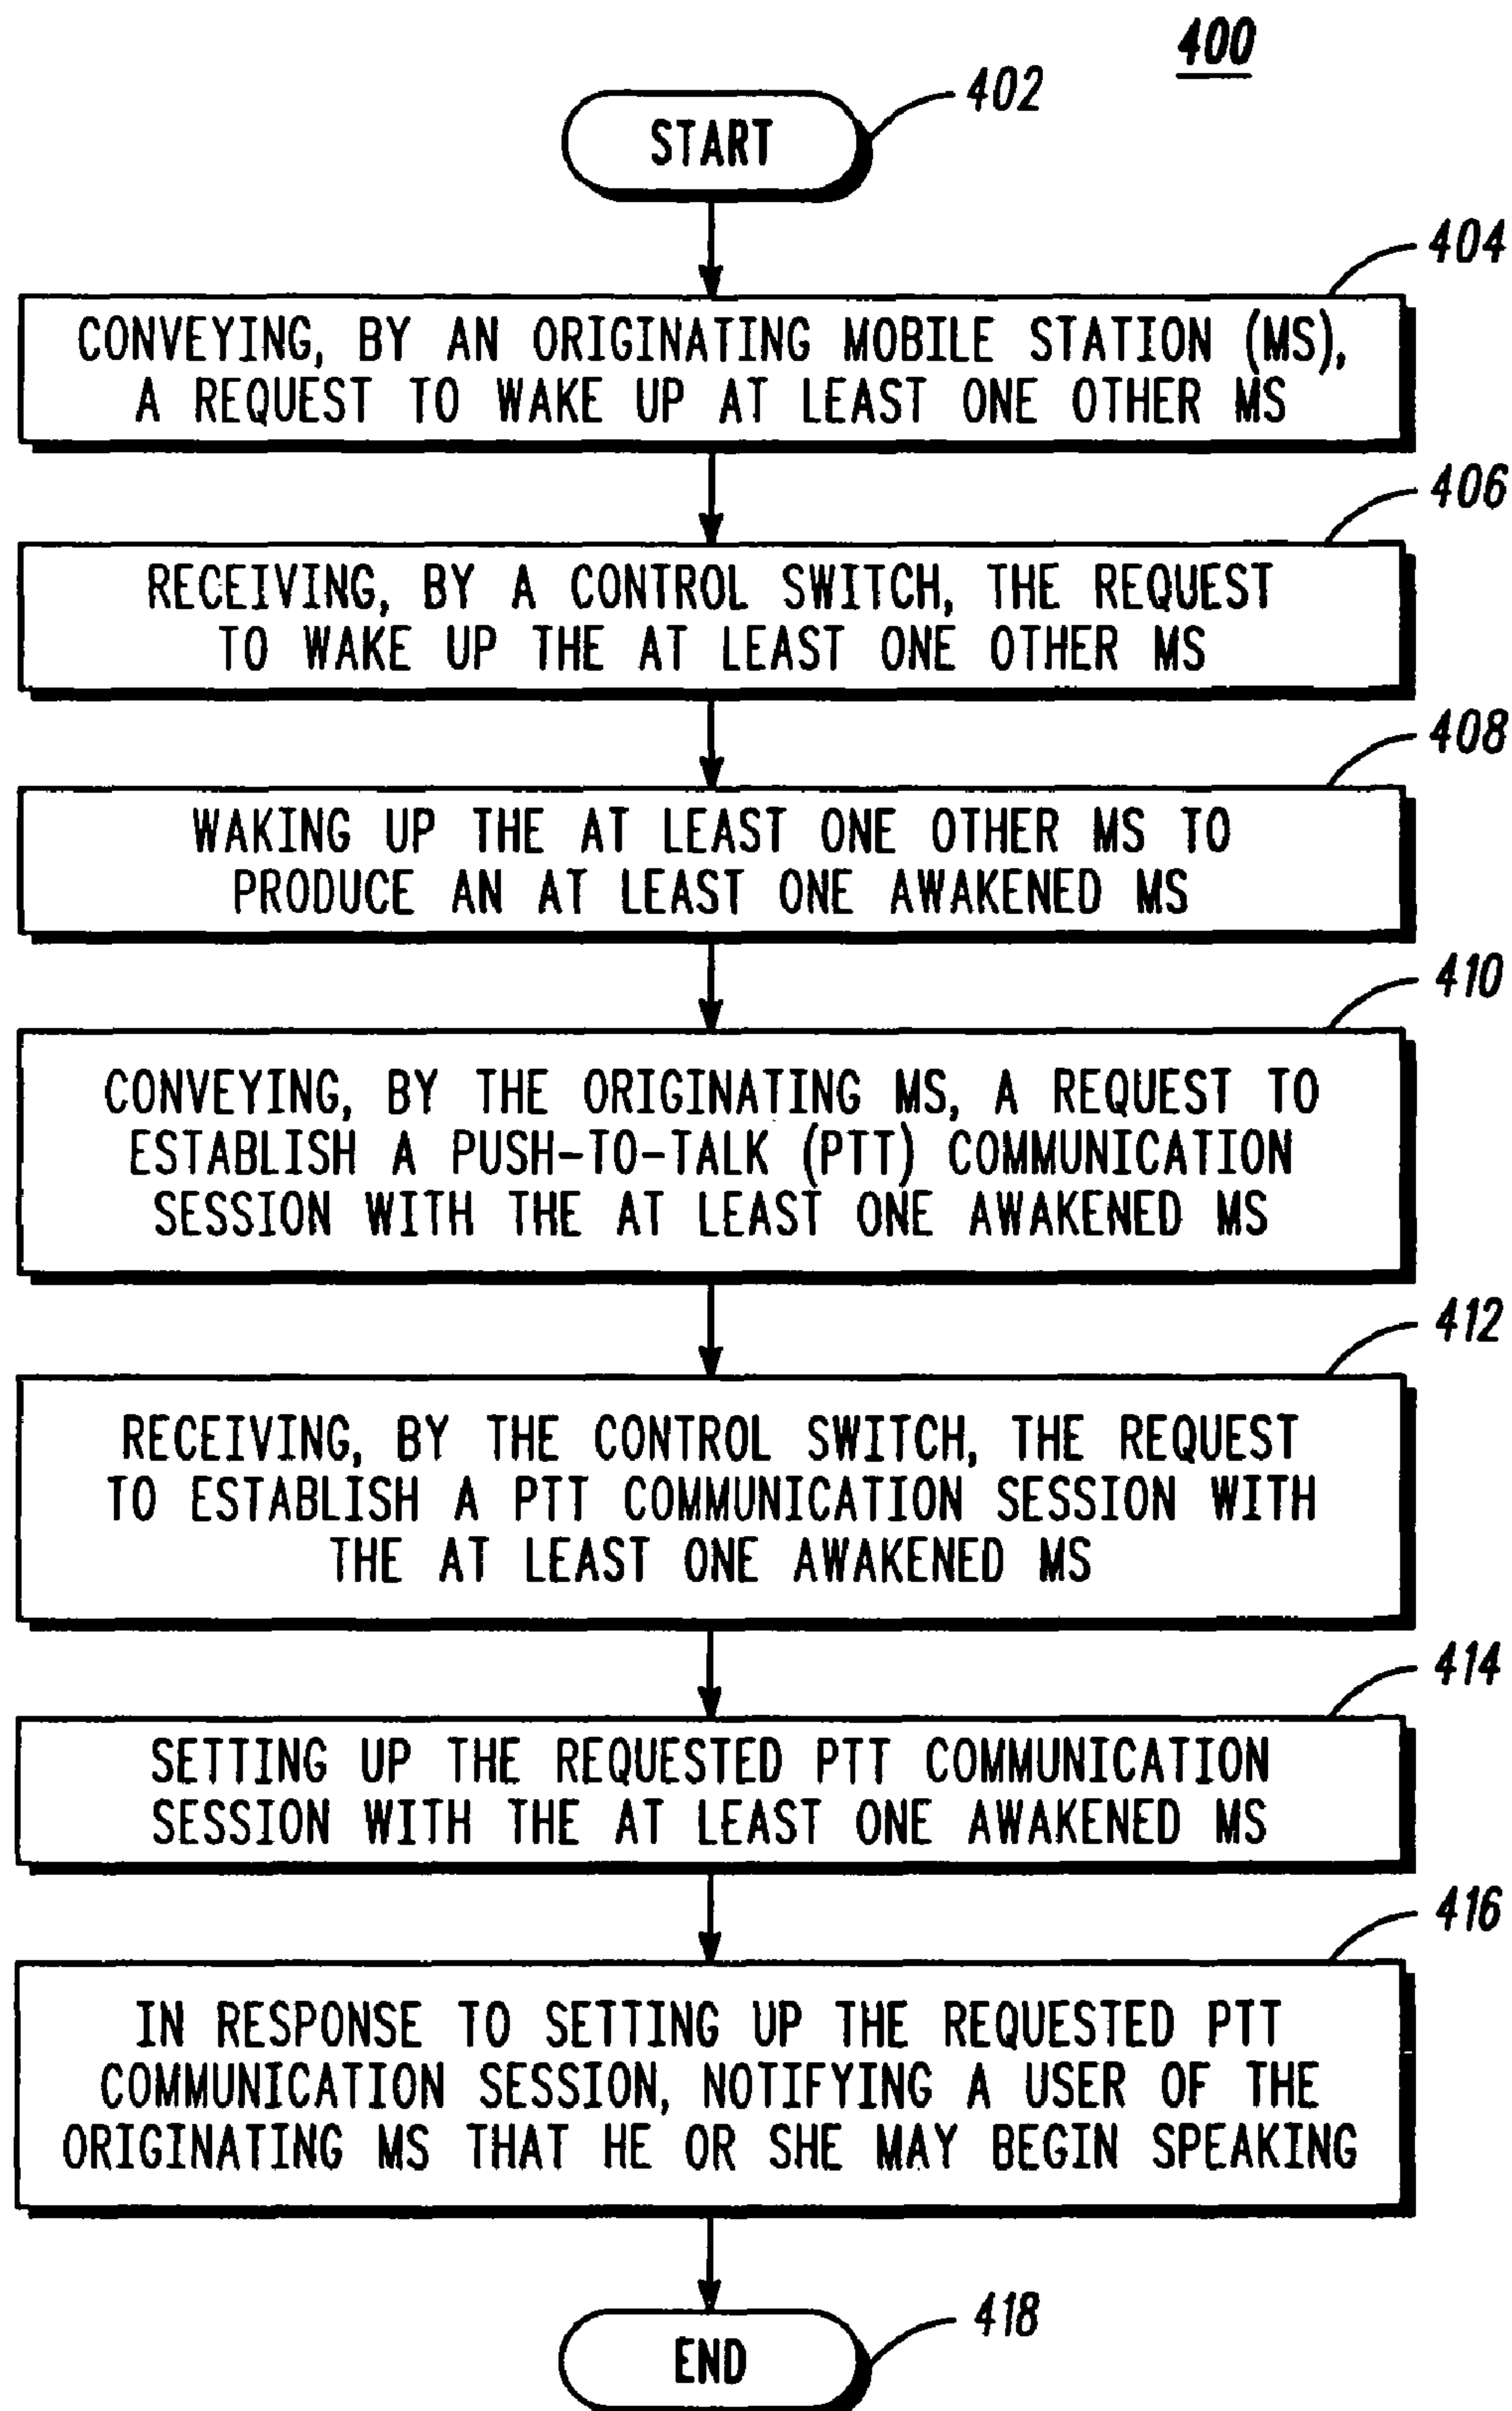 400
START
402
404
CONVEYING, BY AN ORIGINATING MOBILE STATION (MS),
A REQUEST TO WAKE UP AT LEAST ONE OTHER MS
406
RECEIVING, BY A CONTROL SWITCH, THE REQUEST
TO WAKE UP THE AT LEAST ONE OTHER MS
408
WAKING UP THE AT LEAST ONE OTHER MS TO
PRODUCE AN AT LEAST ONE AWAKENED MS
410
CONVEYING, BY THE ORIGINATING MS, A REQUEST TO
ESTABLISH A PUSH-TO-TALK (PTT) COMMUNICATION
SESSION WITH THE AT LEAST ONE AWAKENED MS
412
RECEIVING, BY THE CONTROL SWITCH, THE REQUEST
TO ESTABLISH A PTT COMMUNICATION SESSION WITH
THE AT LEAST ONE AWAKENED MS
414
SETTING UP THE REQUESTED PTT COMMUNICATION
SESSION WITH THE AT LEAST ONE AWAKENED MS
416
IN RESPONSE TO SETTING UP THE REQUESTED PTT
COMMUNICATION SESSION, NOTIFYING A USER OF THE
ORIGINATING MS THAT HE OR SHE MAY BEGIN SPEAKING
418
END